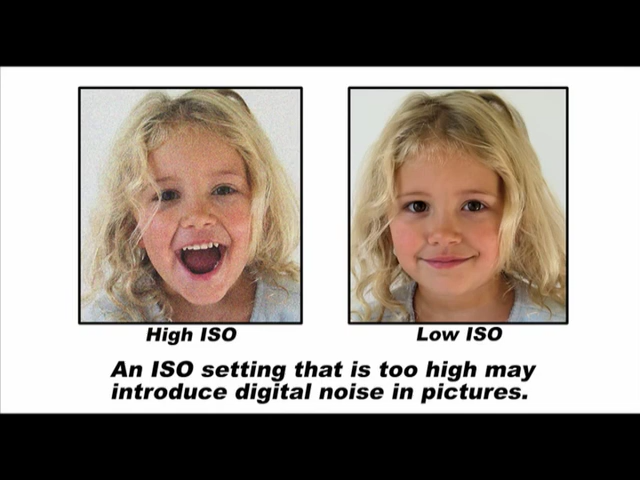 High ISO
Low ISO
An ISO setting that is too high may
introduce digital noise in pictures.